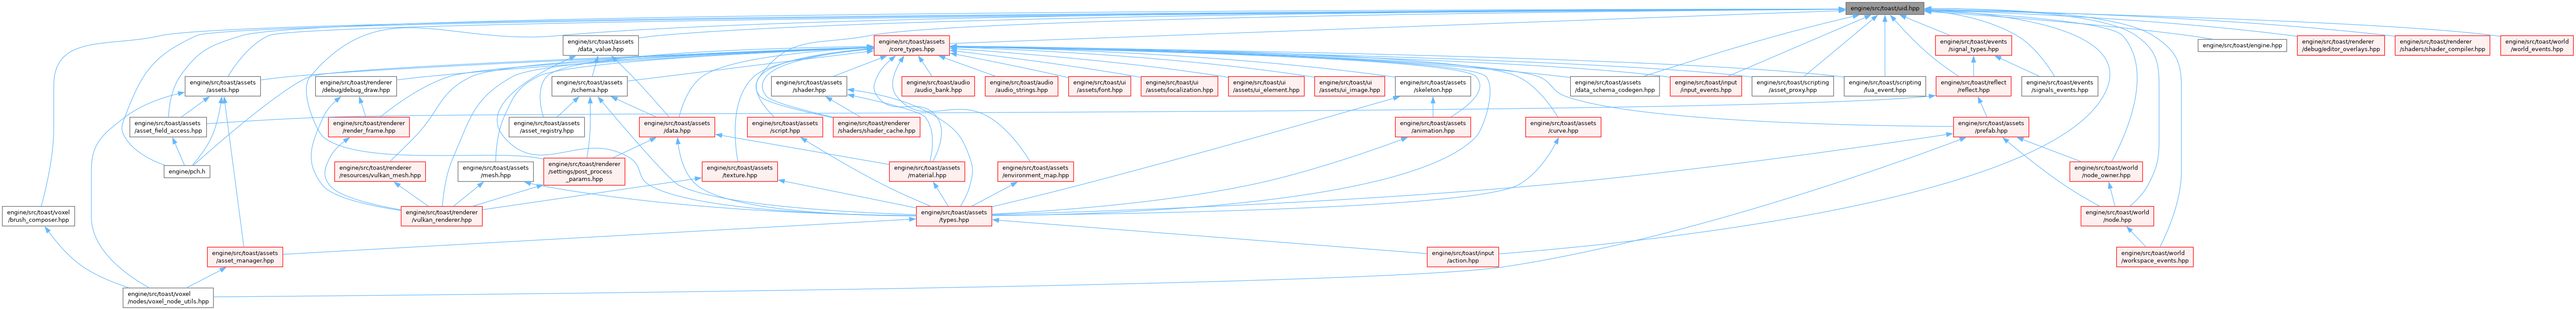 engine/src/toast/uid.hpp
engine/src/toast/assets
/data_value.hpp
engine/src/toast/assets
/core_types.hpp
engine/src/toast/events
/signal_types.hpp
engine/src/toast/engine.hpp
engine/src/toast/renderer
/debug/editor_overlays.hpp
engine/src/toast/renderer
/shaders/shader_compiler.hpp
engine/src/toast/world
/world_events.hpp
engine/src/toast/assets
/assets.hpp
engine/src/toast/renderer
/debug/debug_draw.hpp
engine/src/toast/assets
/schema.hpp
engine/src/toast/assets
/shader.hpp
engine/src/toast/audio
/audio_bank.hpp
engine/src/toast/audio
/audio_strings.hpp
engine/src/toast/ui
/assets/font.hpp
engine/src/toast/ui
/assets/localization.hpp
engine/src/toast/ui
/assets/ui_element.hpp
engine/src/toast/ui
/assets/ui_image.hpp
engine/src/toast/assets
/skeleton.hpp
engine/src/toast/assets
/data_schema_codegen.hpp
engine/src/toast/input
/input_events.hpp
engine/src/toast/scripting
/asset_proxy.hpp
engine/src/toast/scripting
/lua_event.hpp
engine/src/toast/reflect
/reflect.hpp
engine/src/toast/events
/signals_events.hpp
engine/src/toast/assets
/asset_field_access.hpp
engine/src/toast/renderer
/render_frame.hpp
engine/src/toast/assets
/asset_registry.hpp
engine/src/toast/assets
/data.hpp
engine/src/toast/assets
/script.hpp
engine/src/toast/renderer
/shaders/shader_cache.hpp
engine/src/toast/assets
/animation.hpp
engine/src/toast/assets
/curve.hpp
engine/src/toast/assets
/prefab.hpp
engine/pch.h
engine/src/toast/renderer
/resources/vulkan_mesh.hpp
engine/src/toast/assets
/mesh.hpp
engine/src/toast/renderer
/settings/post_process
_params.hpp
engine/src/toast/assets
/texture.hpp
engine/src/toast/assets
/material.hpp
engine/src/toast/assets
/environment_map.hpp
engine/src/toast/world
/node_owner.hpp
engine/src/toast/voxel
/brush_composer.hpp
engine/src/toast/renderer
/vulkan_renderer.hpp
engine/src/toast/assets
/types.hpp
engine/src/toast/world
/node.hpp
engine/src/toast/assets
/asset_manager.hpp
engine/src/toast/input
/action.hpp
engine/src/toast/world
/workspace_events.hpp
engine/src/toast/voxel
/nodes/voxel_node_utils.hpp